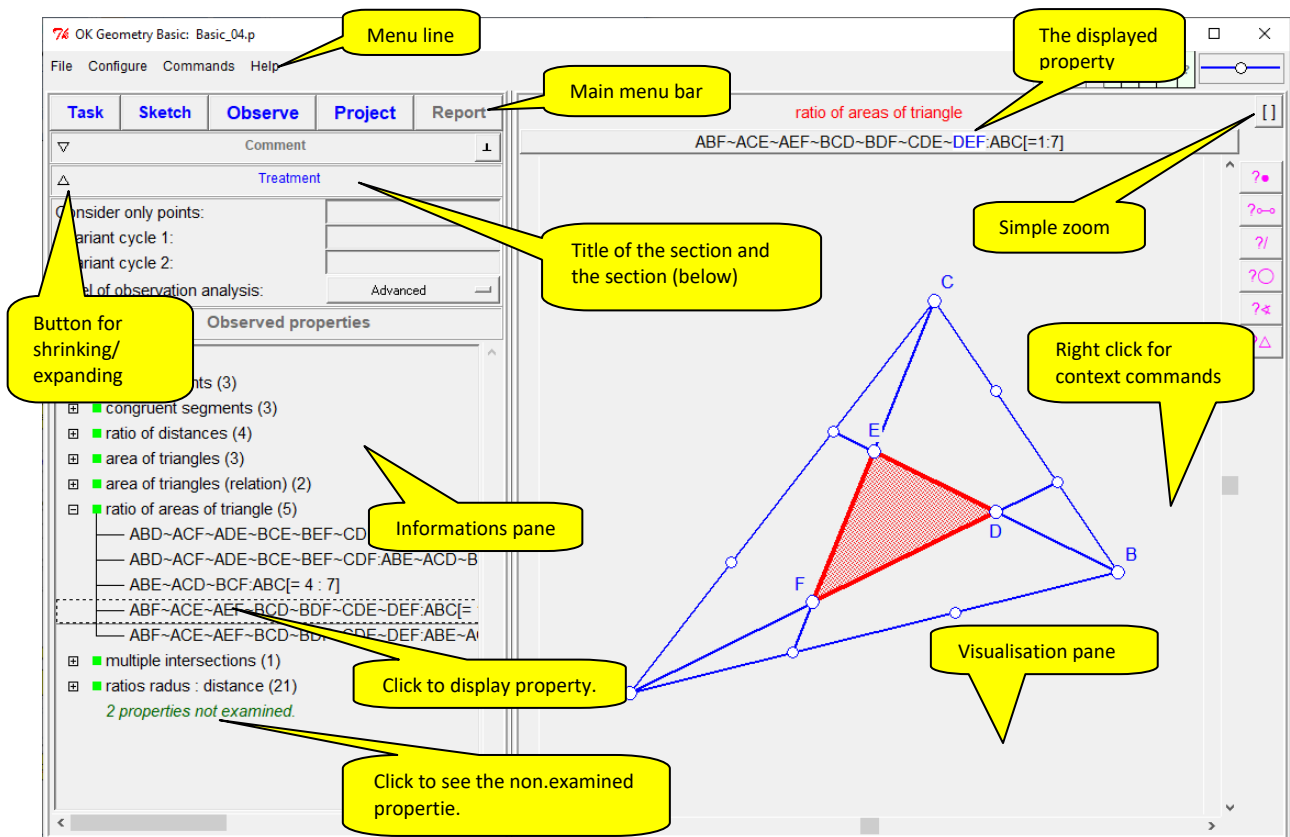 OK Geometry Basic: Basic_04.p
File Configure Commands Help
Menu line
The displayed
property
Main menu bar
Task Sketch Observe Project Report
ratio of areas of triangle
[ ]
Comment
ABF~ACE~AEF~BCD~BDF~CDE~DEF:ABC[=1:7]
Treatment
Consider only points:
ariant cycle 1:
ariant cycle 2:
el of observation analysis: Advanced
Title of the section and
the section (below)
Simple zoom
?
?
?/
?
?
Observed properties
Button for
shrinking/
expanding
Right click for
context commands
C
E
D
B
F
nts (3)
congruent segments (3)
ratio of distances (4)
area of triangles (3)
area of triangles (relation) (2)
ratio of areas of triangle (5)
Informations pane
ABD~ACF~ADE~BCE~BEF~CD
ABD~ACF~ADE~BCE~BEF~CDF:ABE~ACD~B
ABE~ACD~BCF:ABC[= 4 : 7]
ABF~ACE~AEF~BCD~BDF~CDE~DEF:ABC[=
ABF~ACE~AEF~BCD~BDF~CDE~DEF:ABE~A
multiple intersections (1)
ratios radius : distance (21)
2 properties not examined.
Click to display property.
Visualisation pane
Click to see the non.examined
propertie.